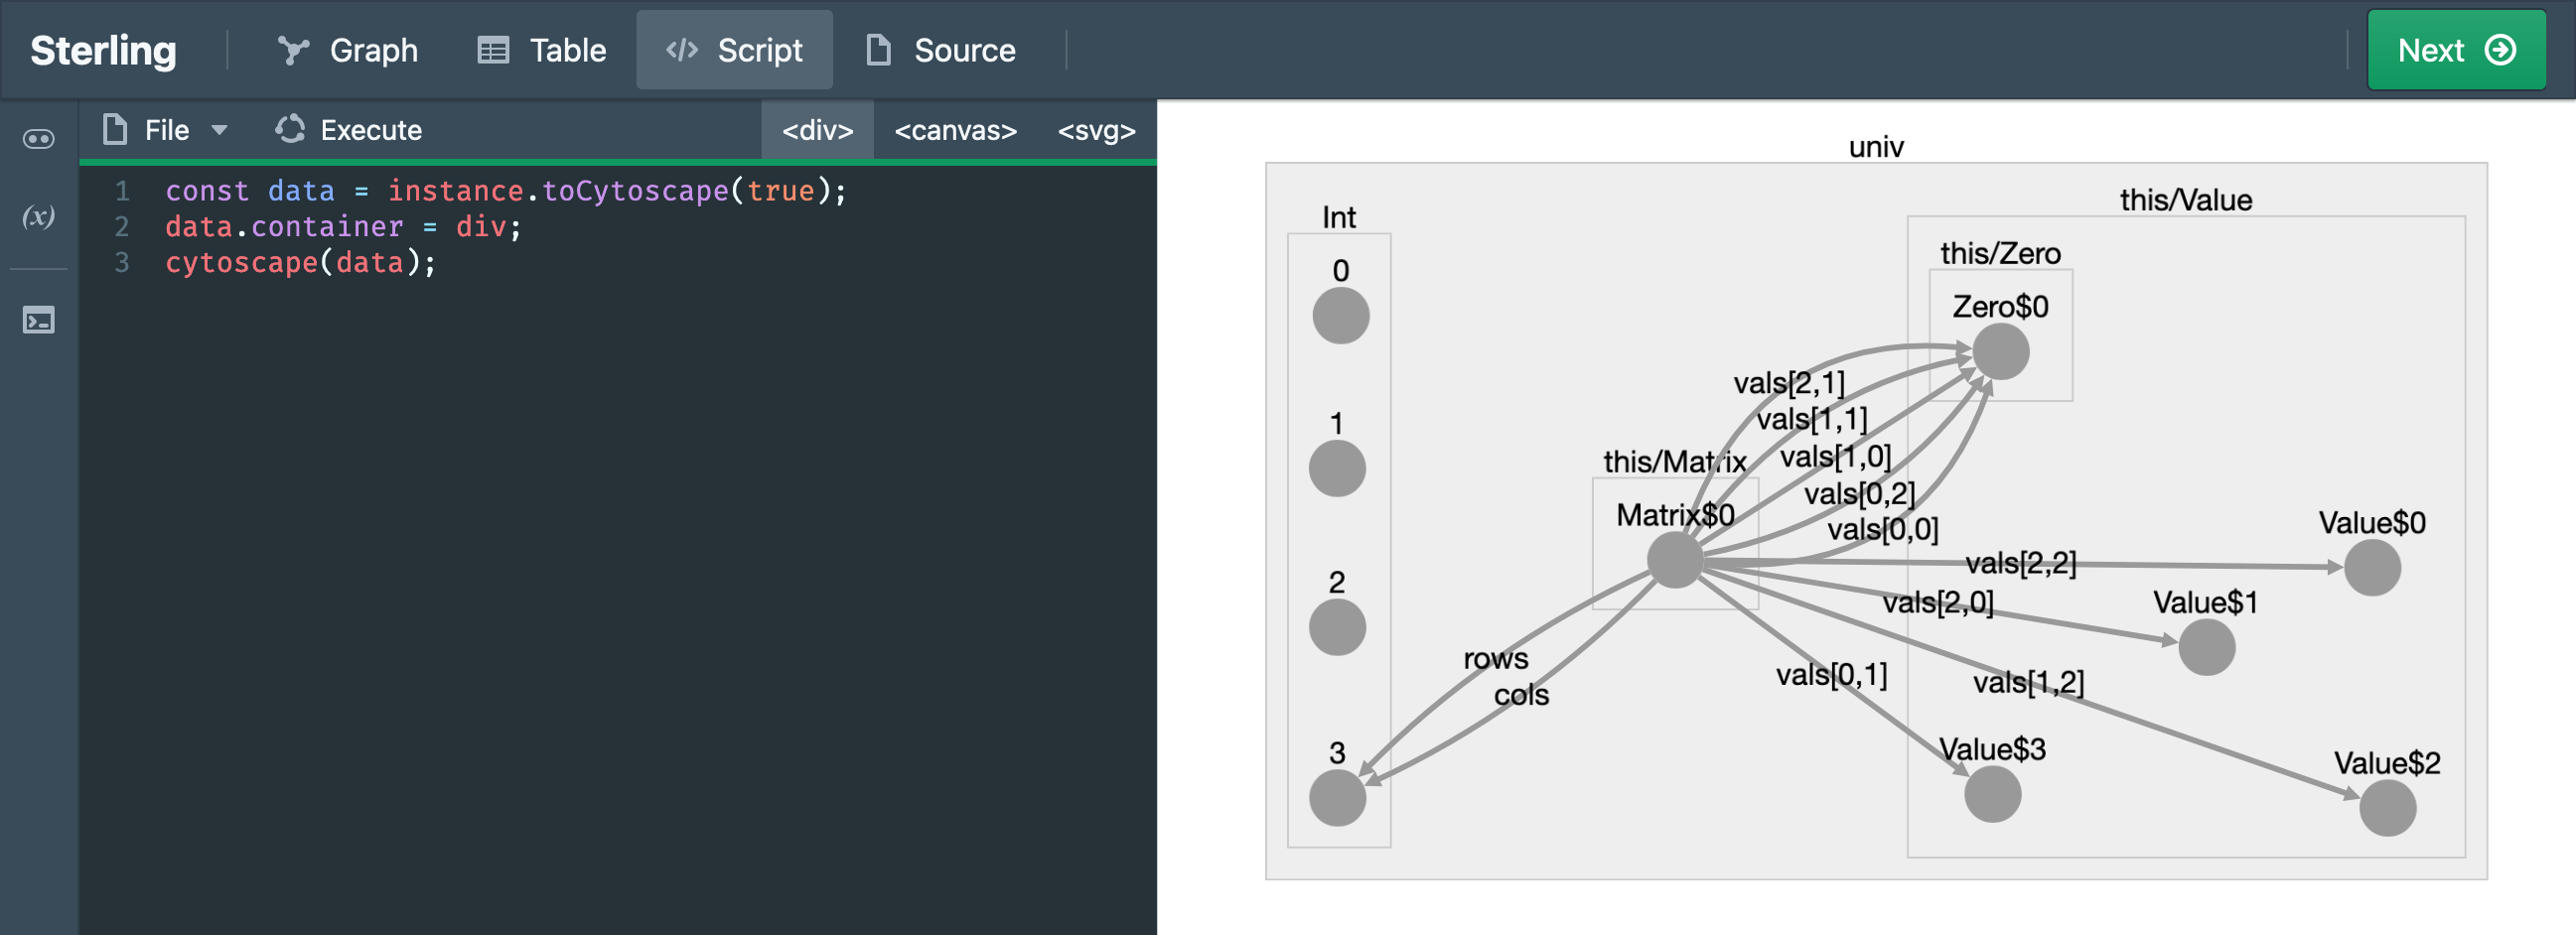 Sterling
Graph
Table
</> Script
Source
Next
File
Execute
<div>
<canvas>
<svg>
(x)
1 const data = instance.toCytoscape(true);
2 data.container = div;
3 cytoscape(data);
univ
this/Value
Int
this/Zero
0
Zero$0
vals[2,1]
1
vals[1,1]
vals[1,0]
this/Matrix
vals[0,2]
Matrix$0
Value$0
vals[0,0]
vals[2,2]
2
vals[2,0]
Value$1
rows
vals[0,1]
vals[1,2]
cols
3
Value$3
Value$2